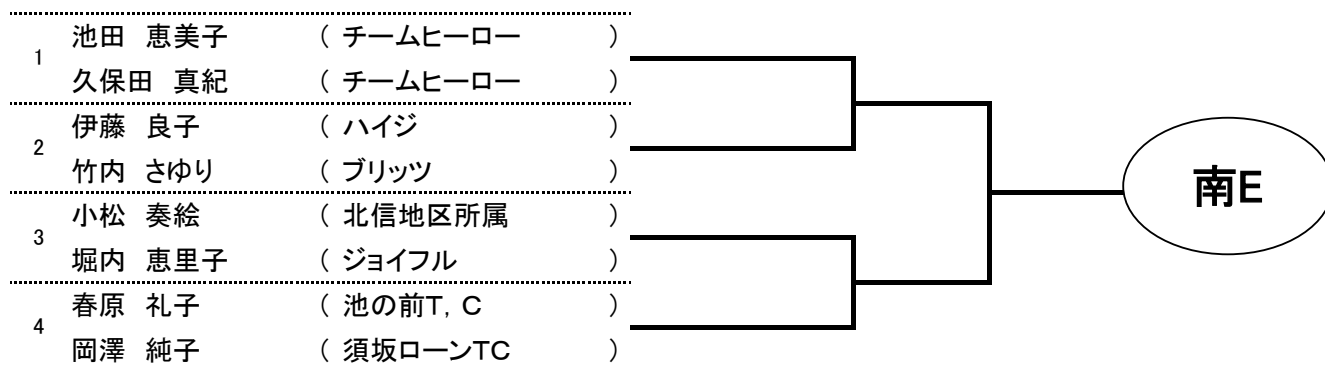 1
池田 恵美子 ( チームヒーロー )
久保田 真紀 ( チームヒーロー )
2
伊藤 良子 ( ハイジ )
竹内 さゆり ( ブリッツ )
3
小松 奏絵 ( 北信地区所属 )
堀内 恵里子 ( ジョイフル )
4
春原 礼子 ( 池の前T, C )
岡澤 純子 ( 須坂ローンTC )
南E